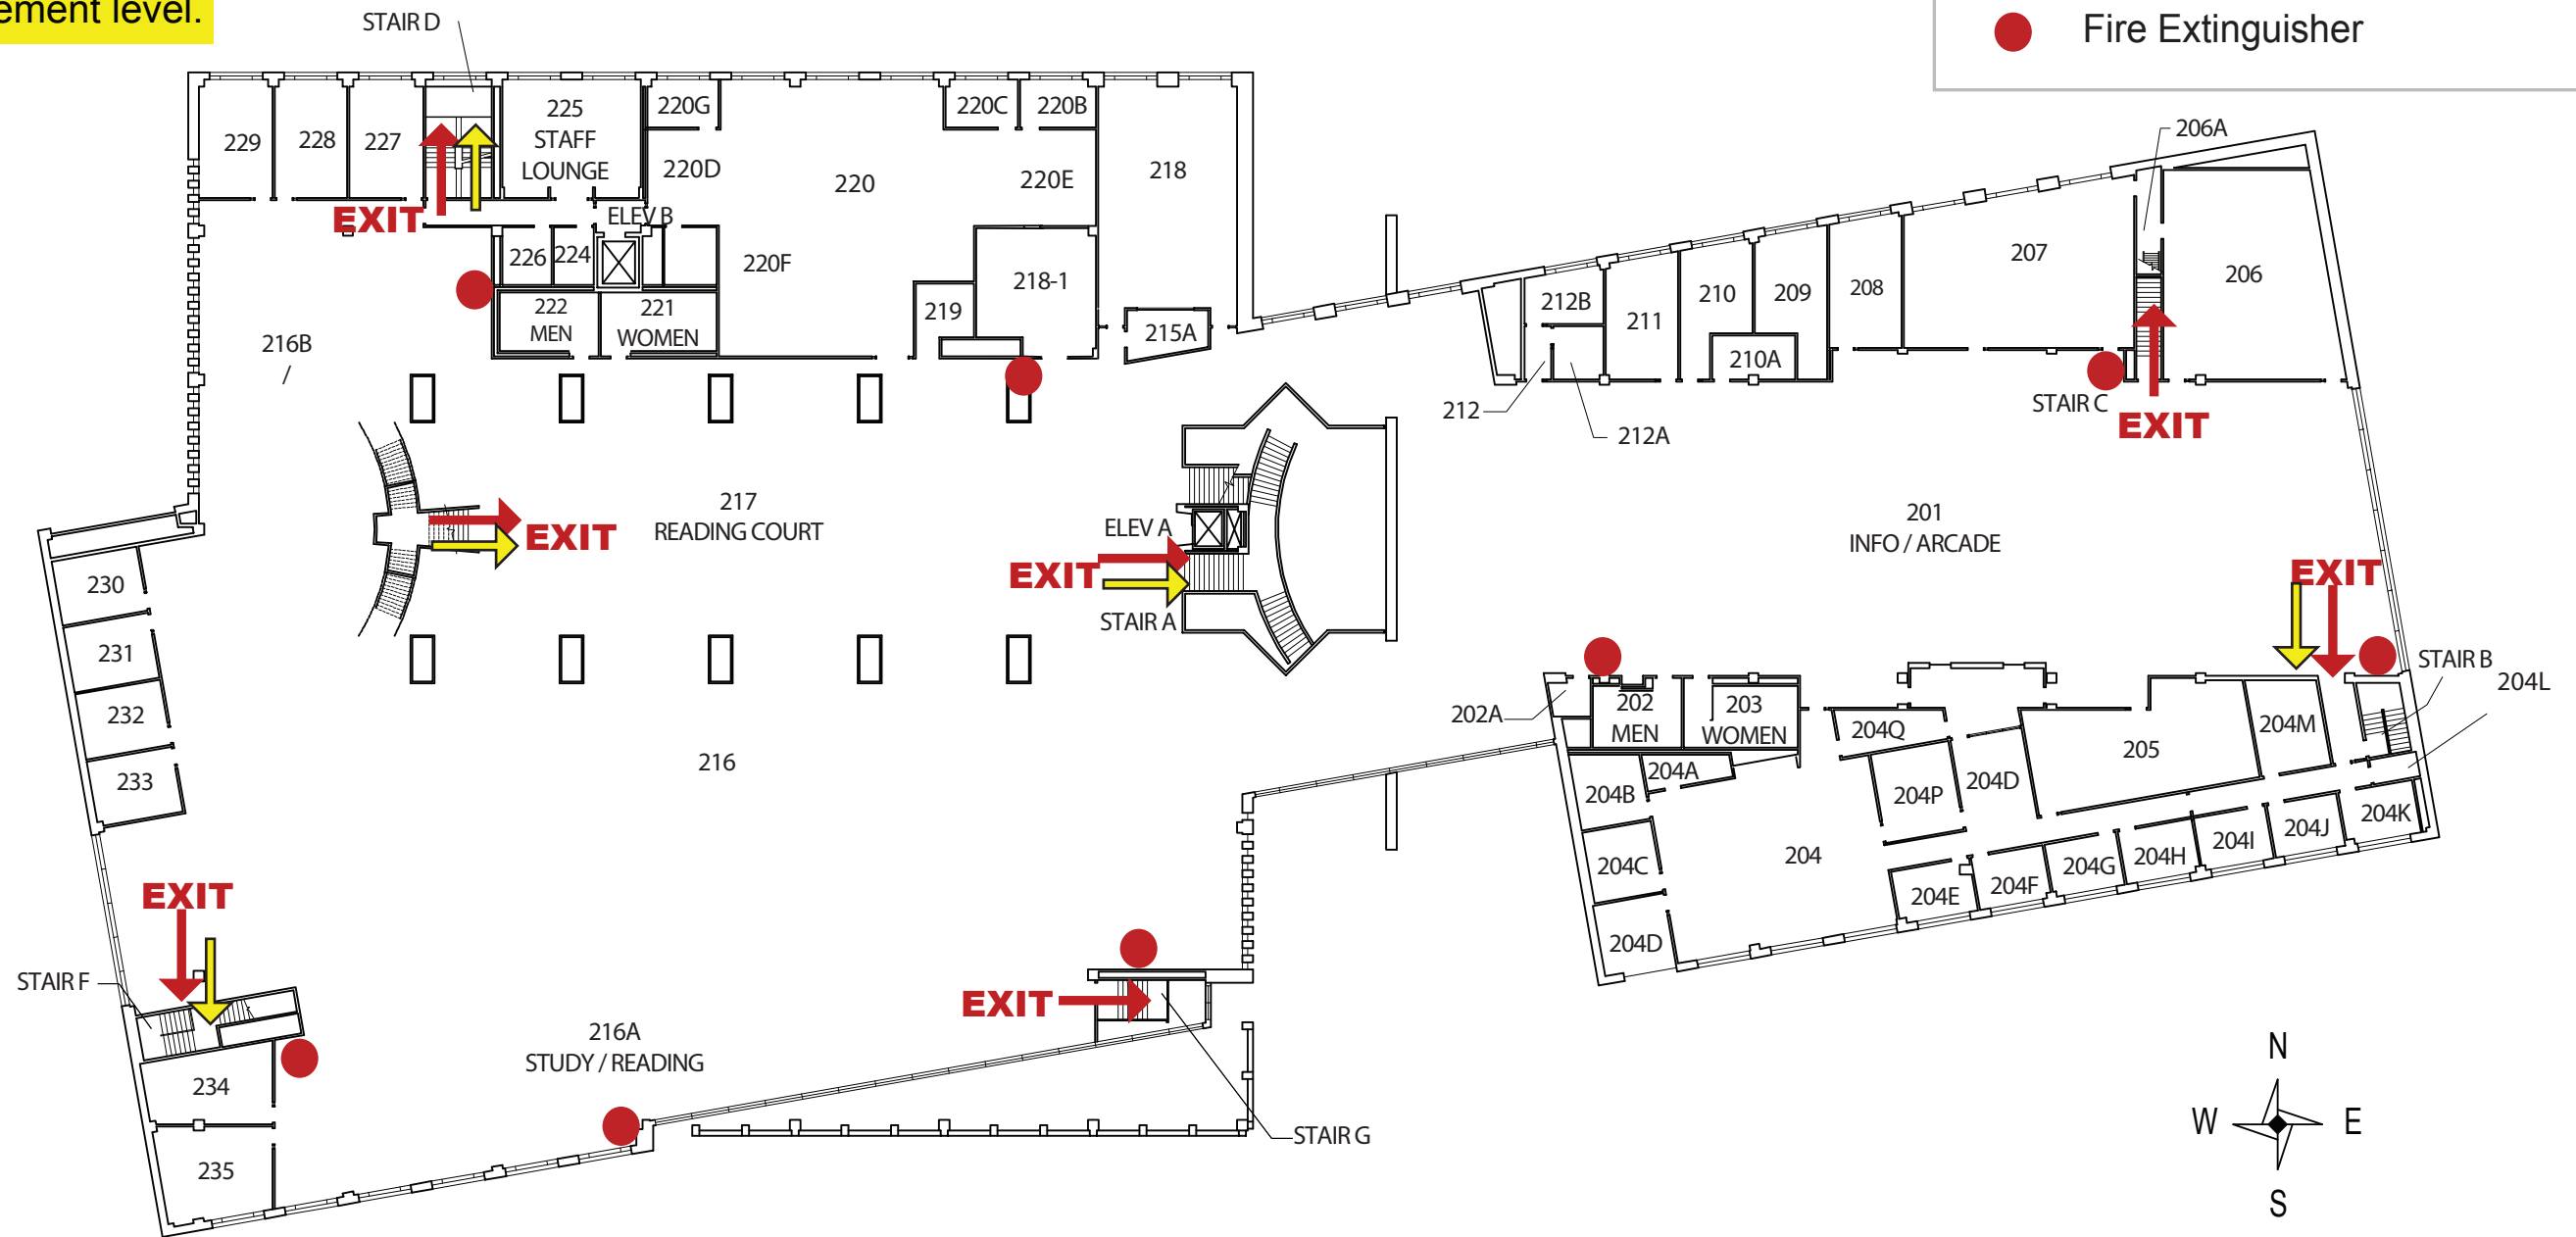 ement level.
Fire Extinguisher
STAIR D
229
228
227
225
STAFF
LOUNGE
220G
220C
220B
220D
220
220E
218
206A
EXIT
ELEV B
226
224
220F
218-1
219
222
MEN
221
WOMEN
215A
216B
/
212B
211
210
209
208
207
206
210A
212
212A
STAIR C
EXIT
217
READING COURT
EXIT
ELEV A
EXIT
STAIR A
201
INFO / ARCADE
EXIT
STAIR B
204L
230
231
232
233
216
202A
202
MEN
203
WOMEN
204Q
204M
205
204A
204B
204P
204D
204K
204J
204I
204H
204G
204F
204E
204C
204
204D
EXIT
STAIR F
EXIT
216A
STUDY / READING
234
235
STAIR G
N
W
E
S